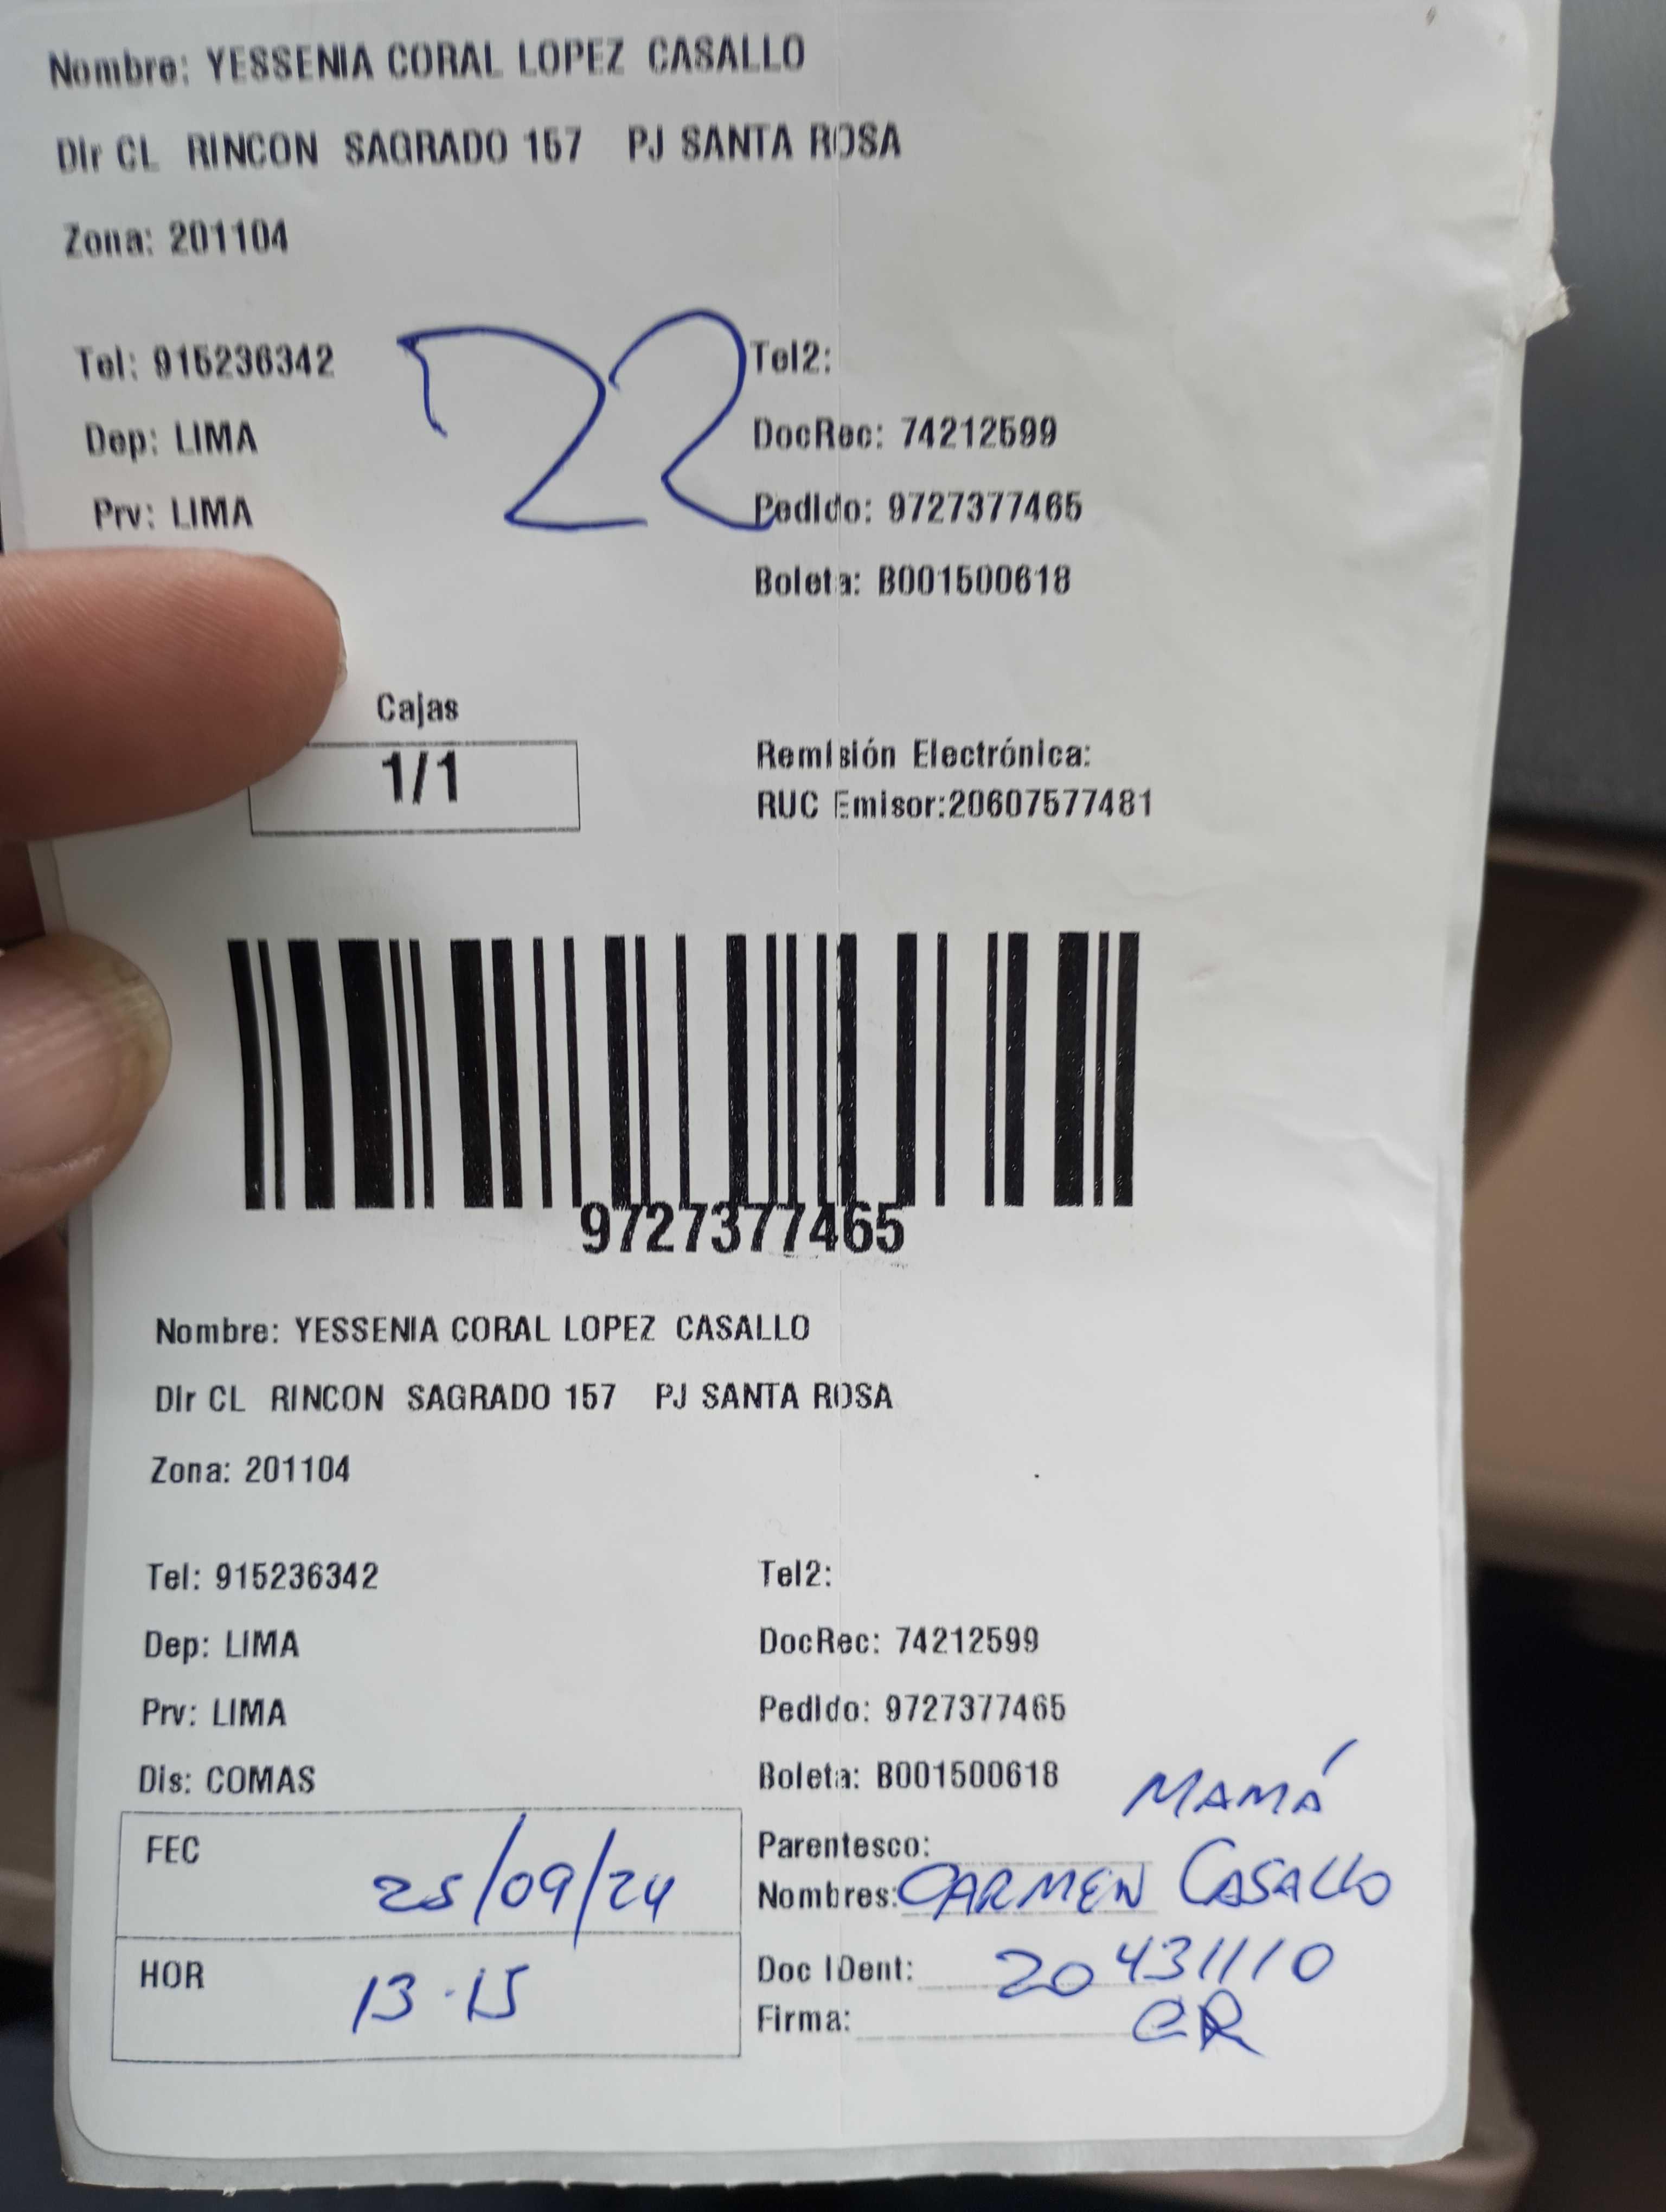 Nombre: YESSENIA CORAL LOPEZ CASALLO
Dir CL RINCON SAGRADO 157 PJ SANTA ROSA
Zona: 201104
22
Tel: 915236342 Tel2:
Dep: LIMA DocRec: 74212599
Prv: LIMA Pedido: 9727377465
Boleta: B001500618
Cajas
1/1
Remisión Electrónica:
RUC Emisor:20607577481
9727377465
Nombre: YESSENIA CORAL LOPEZ CASALLO
Dir CL RINCON SAGRADO 157 PJ SANTA ROSA
Zona: 201104
Tel: 915236342 Tel2:
Dep: LIMA DocRec: 74212599
Prv: LIMA Pedido: 9727377465
Dis: COMAS Boleta: B001500618
FEC 25/09/24
HOR 13·15
Parentesco: MAMÁ
Nombres: CARMEN CASALLO
Doc IDent: 20431110
Firma: CR